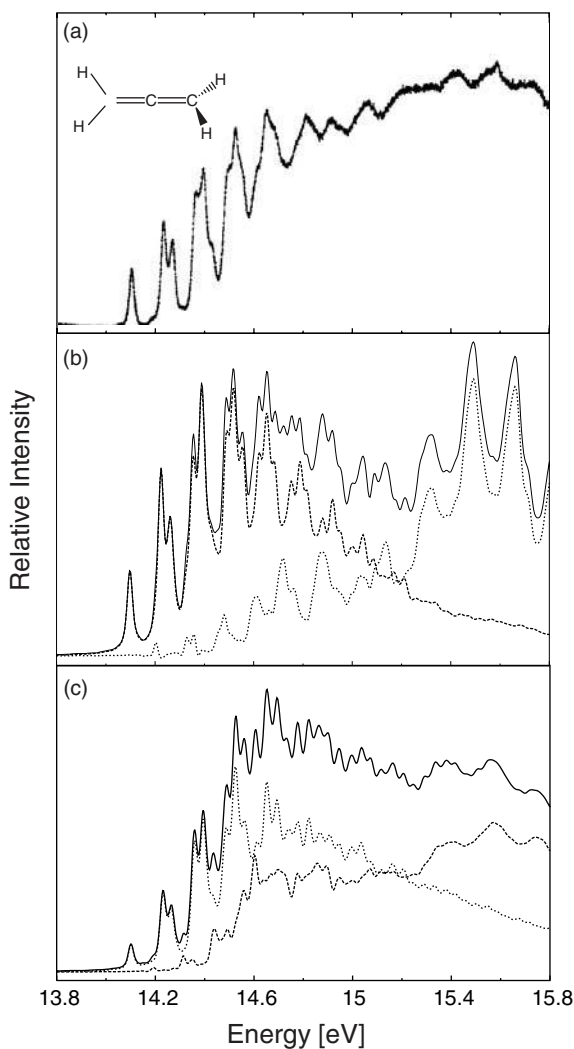 (a)
H
H
C
C
H
H
(b)
Relative Intensity
(c)
13.8 14.2 14.6 15 15.4 15.8
Energy [eV]